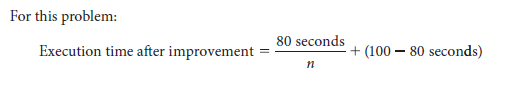 For this problem:
Execution time after improvement = 80 seconds / n + (100 − 80 seconds)